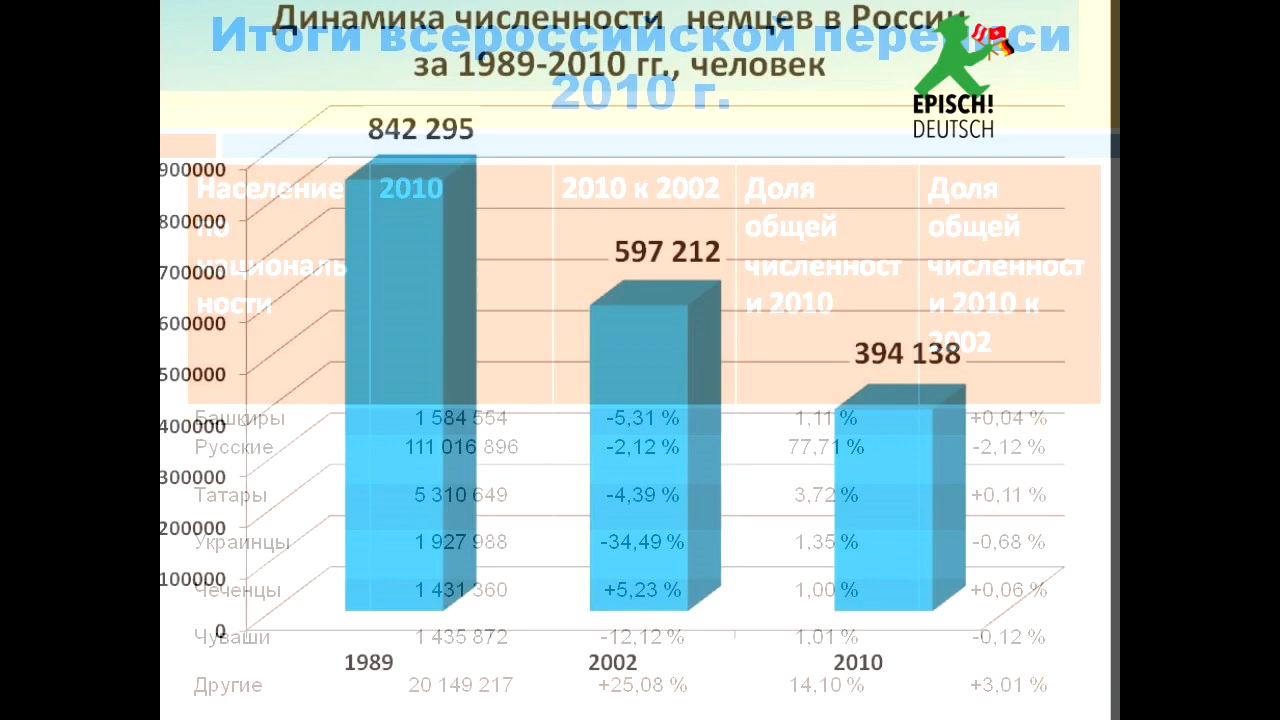 Динамика численности немцев в России
за 1989-2010 гг., человек
Итоги всероссийской переписи
2010 г.
EPISCH!
DEUTSCH
842 295
597 212
394 138
900000
800000
700000
600000
500000
400000
300000
200000
100000
0
1989
2002
2010
Население
по
националь
ности
2010
2010 к 2002
Доля
общей
численност
и 2010
Доля
общей
численност
и 2010 к
2002
Башкиры 1 584 554 -5,31 % 1,11 % +0,04 %
Русские 111 016 896 -2,12 % 77,71 % -2,12 %
Татары 5 310 649 -4,39 % 3,72 % +0,11 %
Украинцы 1 927 988 -34,49 % 1,35 % -0,68 %
Чеченцы 1 431 360 +5,23 % 1,00 % +0,06 %
Чуваши 1 435 872 -12,12 % 1,01 % -0,12 %
Другие 20 149 217 +25,08 % 14,10 % +3,01 %